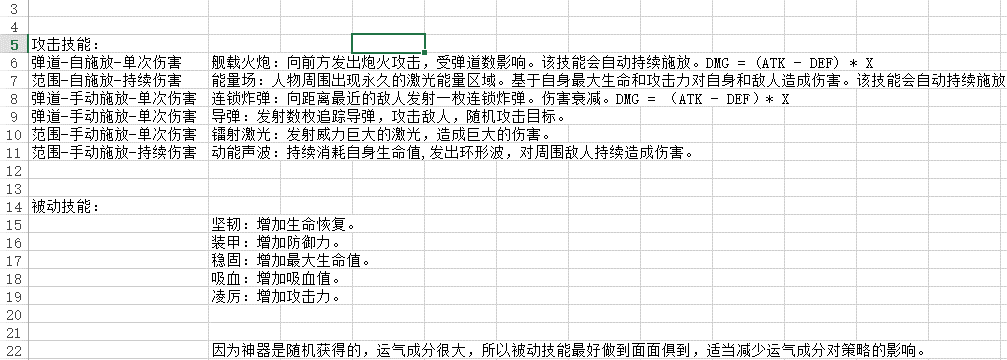 3
4
5 攻击技能：
6 弹道-自施放-单次伤害 舰载火炮：向前方发出炮火攻击，受弹道数影响。该技能会自动持续施放。DMG = (ATK - DEF) * X
7 范围-自施放-持续伤害 能量场：人物周围出现永久的激光能量区域。基于自身最大生命和攻击力对自身和敌人造成伤害。该技能会自动持续施放
8 弹道-手动施放-单次伤害 连锁炸弹：向距离最近的敌人发射一枚连锁炸弹。伤害衰减。DMG = （ATK - DEF）* X
9 弹道-手动施放-单次伤害 导弹：发射数枚追踪导弹，攻击敌人，随机攻击目标。
10 范围-手动施放-单次伤害 镭射激光：发射威力巨大的激光，造成巨大的伤害。
11 范围-手动施放-持续伤害 动能声波：持续消耗自身生命值,发出环形波，对周围敌人持续造成伤害。
12
13
14 被动技能：
15 坚韧：增加生命恢复。
16 装甲：增加防御力。
17 稳固：增加最大生命值。
18 吸血：增加吸血值。
19 凌厉：增加攻击力。
20
21
22 因为神器是随机获得的，运气成分很大，所以被动技能最好做到面面俱到，适当减少运气成分对策略的影响。